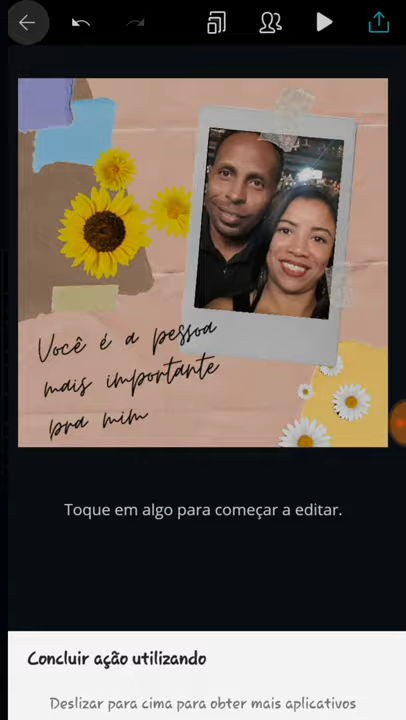 Você é a pessoa
mais importante
pra mim
Toque em algo para começar a editar.
Concluir ação utilizando
Deslizar para cima para obter mais aplicativos